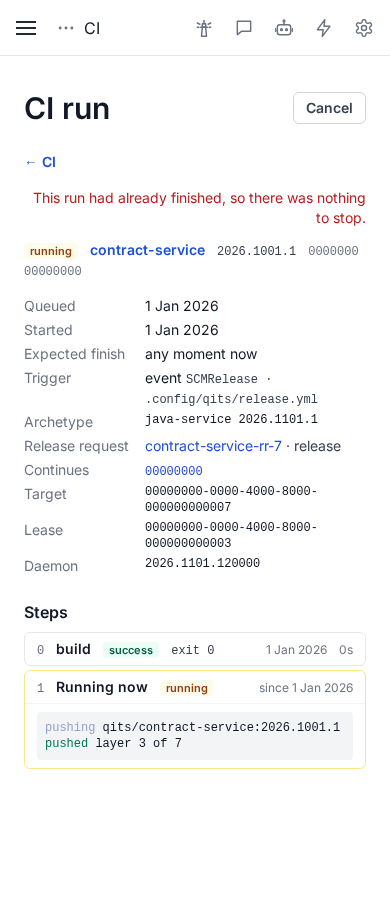 ··· CI
CI run
Cancel
← CI
This run had already finished, so there was nothing
to stop.
running contract-service 2026.1001.1 0000000
00000000
Queued 1 Jan 2026
Started 1 Jan 2026
Expected finish any moment now
Trigger event SCMRelease ·
.config/qits/release.yml
Archetype java-service 2026.1101.1
Release request contract-service-rr-7 · release
Continues 00000000
Target 00000000-0000-4000-8000-
000000000007
Lease 00000000-0000-4000-8000-
000000000003
Daemon 2026.1101.120000
Steps
0 build success exit 0 1 Jan 2026 0s
1 Running now running since 1 Jan 2026
pushing qits/contract-service:2026.1001.1
pushed layer 3 of 7